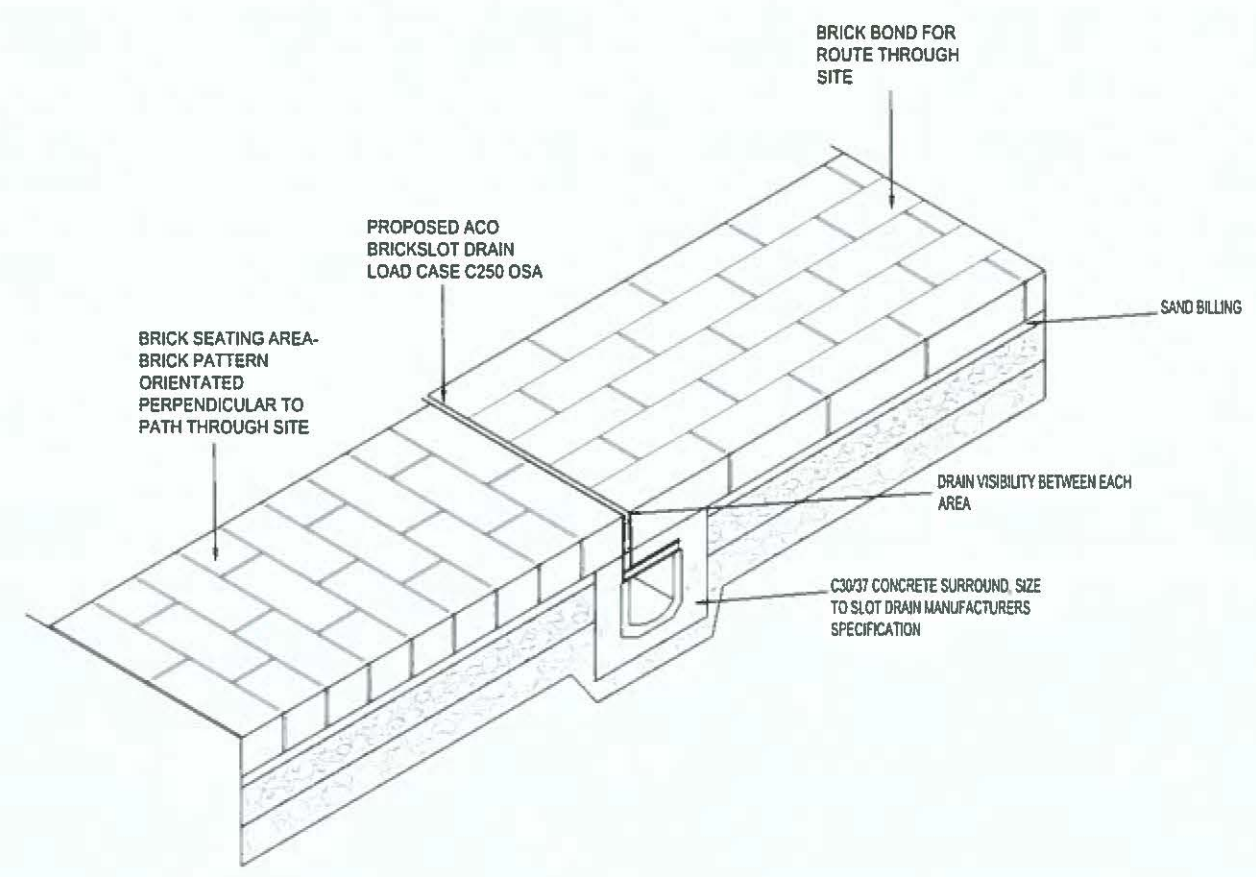 BRICK BOND FOR
ROUTE THROUGH
SITE
PROPOSED ACO
BRICKSLOT DRAIN
LOAD CASE C250 OSA
SAND BILLING
BRICK SEATING AREA-
BRICK PATTERN
ORIENTATED
PERPENDICULAR TO
PATH THROUGH SITE
DRAIN VISIBILITY BETWEEN EACH
AREA
C30/37 CONCRETE SURROUND, SIZE
TO SLOT DRAIN MANUFACTURERS
SPECIFICATION